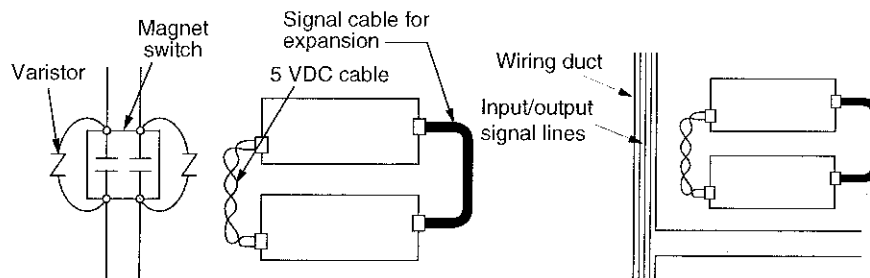 Magnet
switch
Varistor
Signal cable for
expansion
5 VDC cable
Wiring duct
Input/output
signal lines